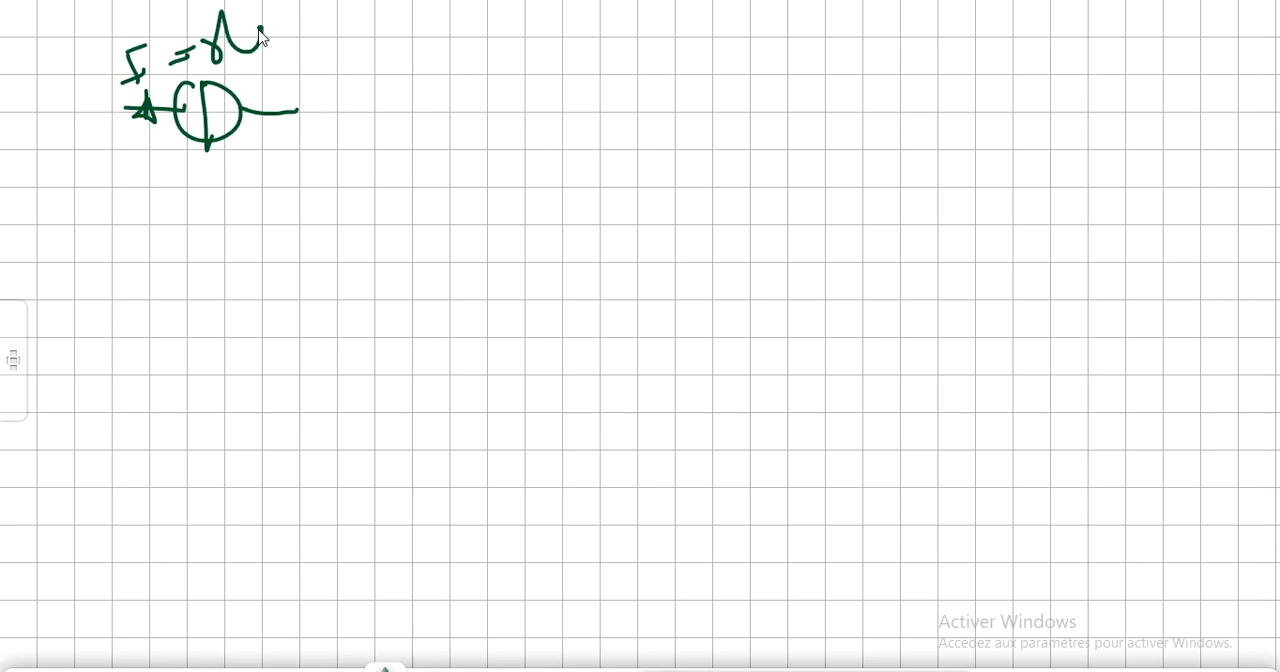 I =
Activer Windows
Accédez aux paramètres pour activer Windows.